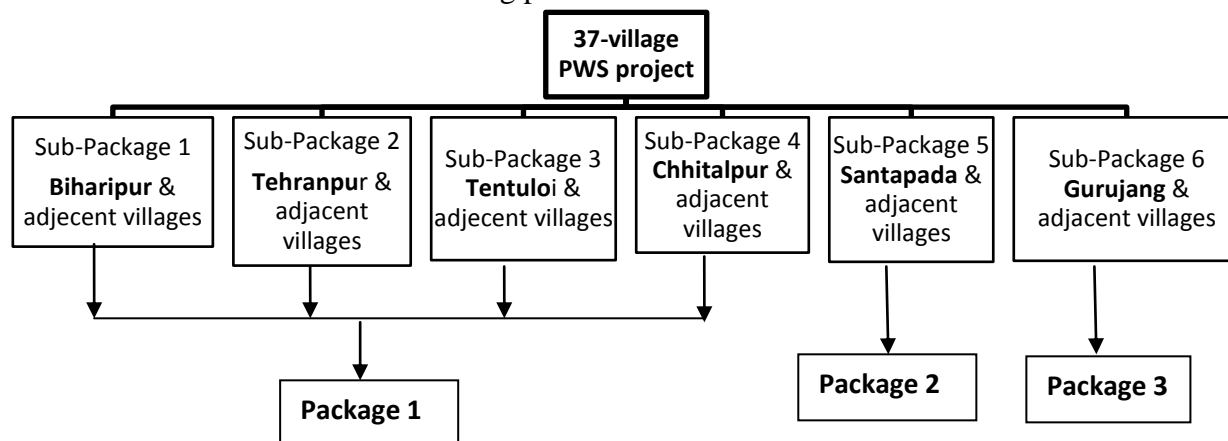 37-village
PWS project
Sub-Package 1
Biharipur &
adjecent villages
Sub-Package 2
Tehranpur &
adjacent
villages
Sub-Package 3
Tentuloi &
adjecent villages
Sub-Package 4
Chhitalpur &
adjacent
villages
Sub-Package 5
Santapada &
adjacent
villages
Sub-Package 6
Gurujang &
adjacent villages
Package 1
Package 2
Package 3